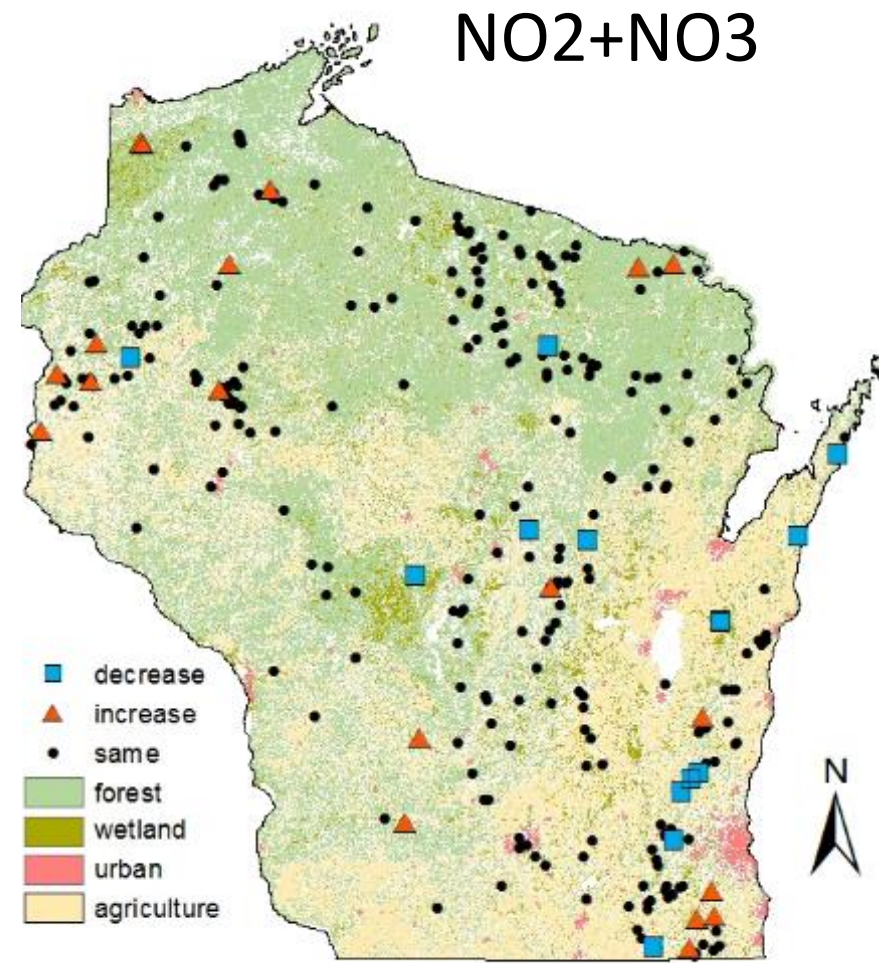 NO2+NO3
decrease
increase
same
forest
wetland
urban
agriculture
N